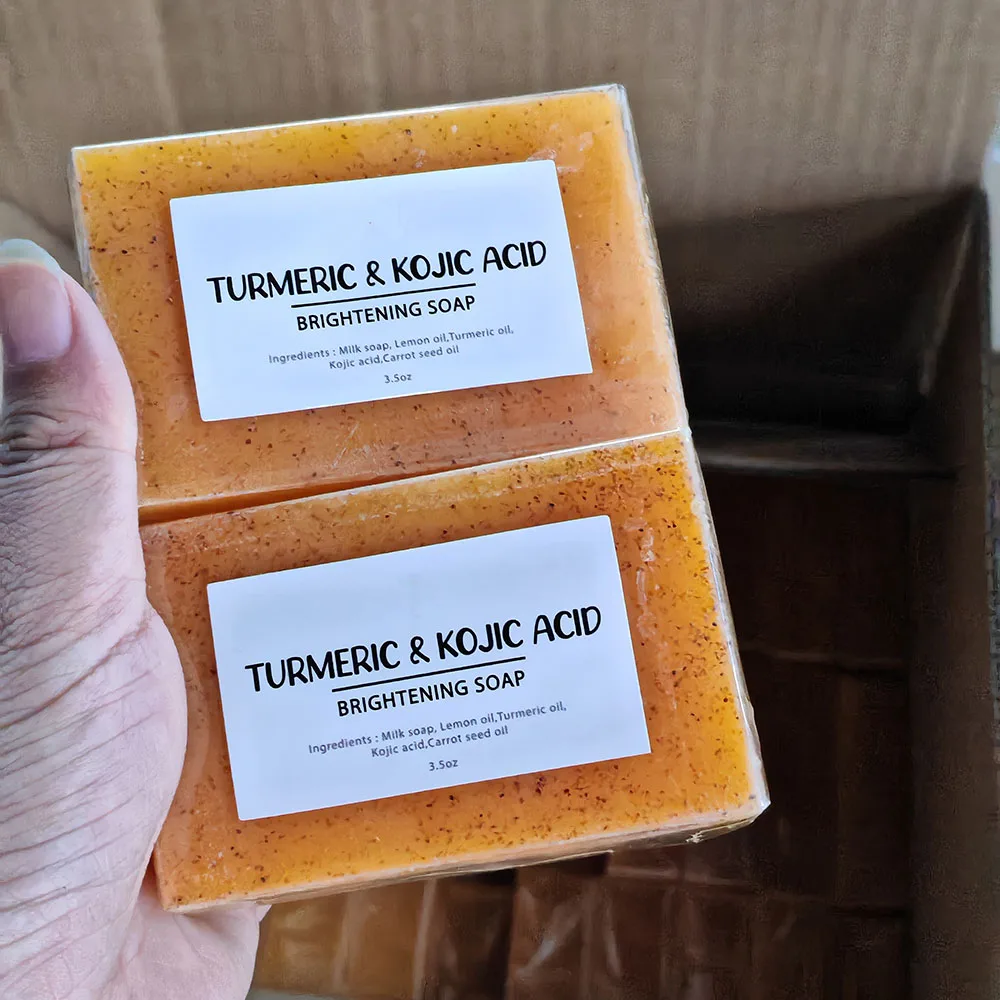 TURMERIC & KOJIC ACID
BRIGHTENING SOAP
Ingredients : Milk soap, Lemon oil,Turmeric oil,
Kojic acid,Carrot seed oil
3.5oz
TURMERIC & KOJIC ACID
BRIGHTENING SOAP
Ingredients : Milk soap, Lemon oil,Turmeric oil,
Kojic acid,Carrot seed oil
3.5oz